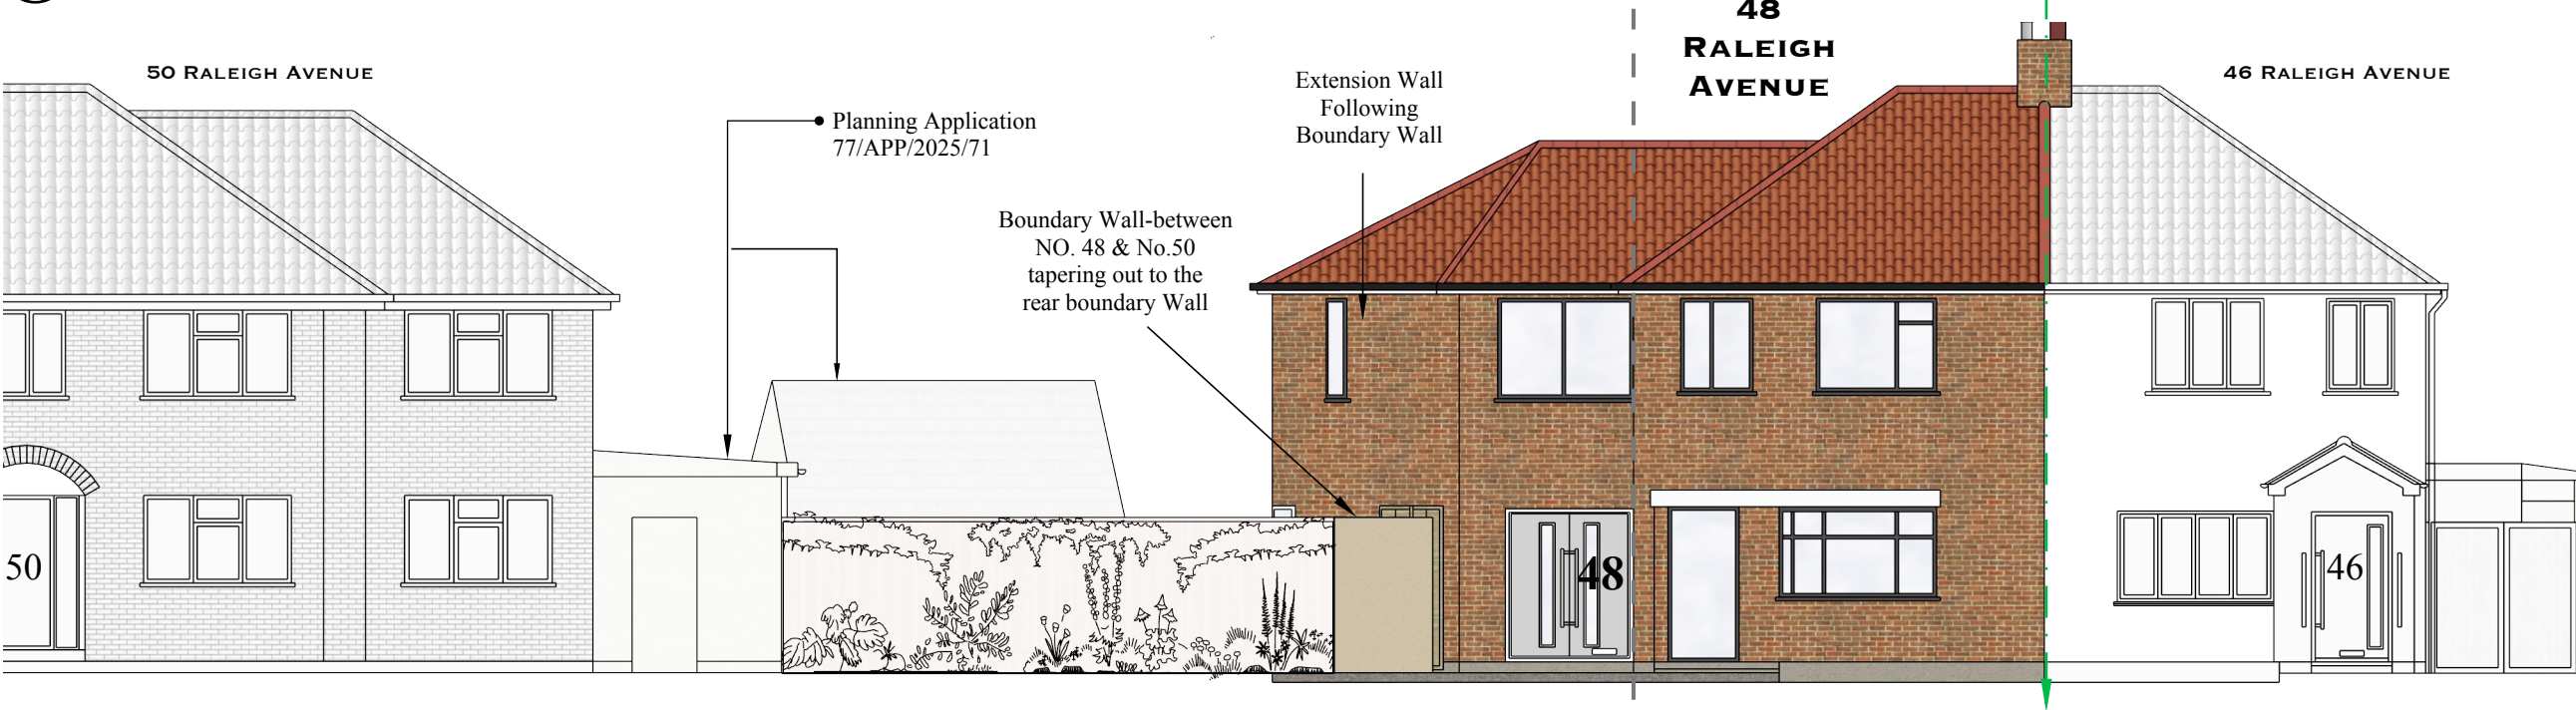 50 RALEIGH AVENUE
Planning Application
77/APP/2025/71
Boundary Wall-between
NO. 48 & No.50
tapering out to the
rear boundary Wall
Extension Wall
Following
Boundary Wall
48
RALEIGH
AVENUE
46 RALEIGH AVENUE
50
48
46